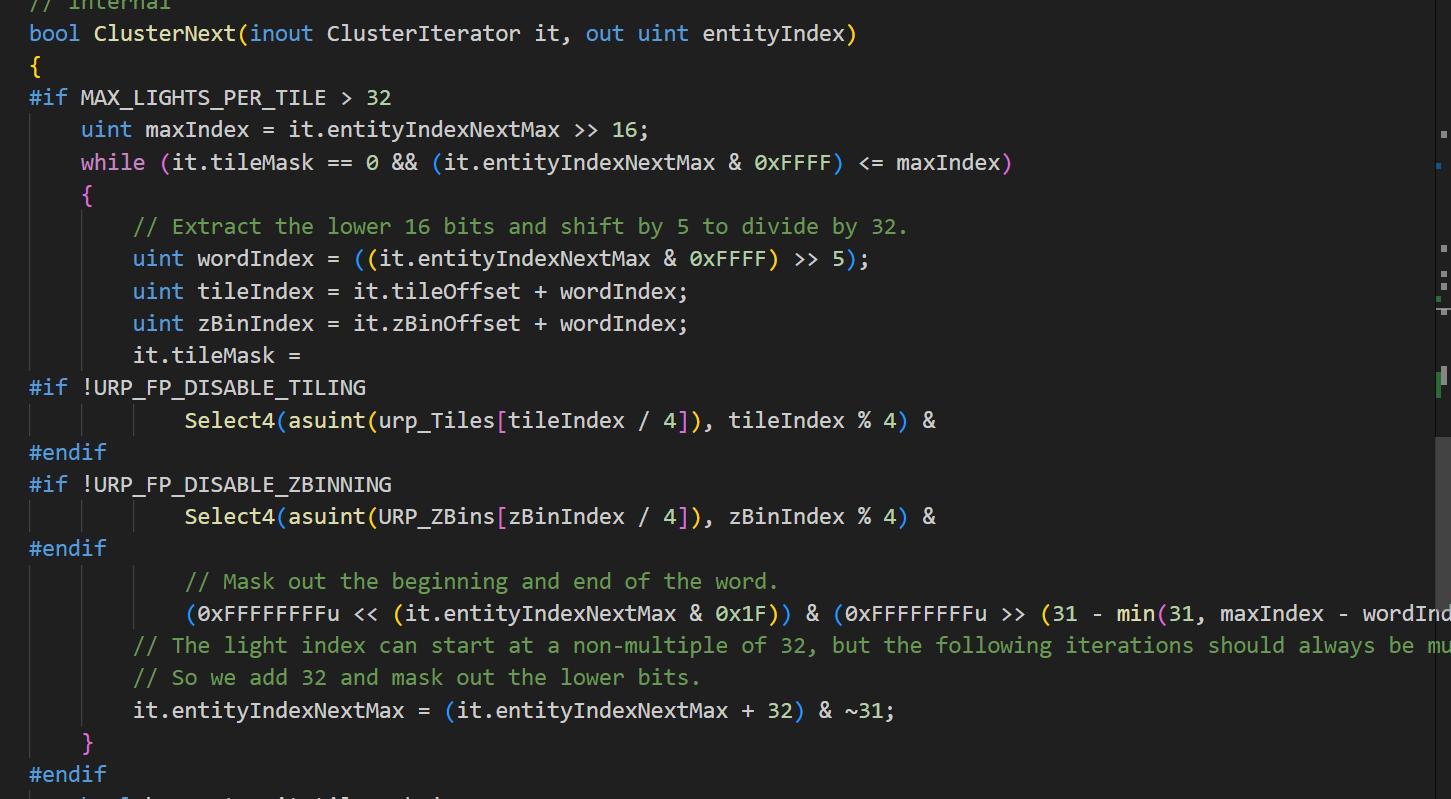 // internal
bool ClusterNext(inout ClusterIterator it, out uint entityIndex)
{
#if MAX_LIGHTS_PER_TILE > 32
    uint maxIndex = it.entityIndexNextMax >> 16;
    while (it.tileMask == 0 && (it.entityIndexNextMax & 0xFFFF) <= maxIndex)
    {
        // Extract the lower 16 bits and shift by 5 to divide by 32.
        uint wordIndex = ((it.entityIndexNextMax & 0xFFFF) >> 5);
        uint tileIndex = it.tileOffset + wordIndex;
        uint zBinIndex = it.zBinOffset + wordIndex;
        it.tileMask =
#if !URP_FP_DISABLE_TILING
            Select4(asuint(urp_Tiles[tileIndex / 4]), tileIndex % 4) &
#endif
#if !URP_FP_DISABLE_ZBINNING
            Select4(asuint(URP_ZBins[zBinIndex / 4]), zBinIndex % 4) &
#endif
            // Mask out the beginning and end of the word.
            (0xFFFFFFFFu << (it.entityIndexNextMax & 0x1F)) & (0xFFFFFFFFu >> (31 - min(31, maxIndex - wordInd
        // The light index can start at a non-multiple of 32, but the following iterations should always be mu
        // So we add 32 and mask out the lower bits.
        it.entityIndexNextMax = (it.entityIndexNextMax + 32) & ~31;
    }
#endif